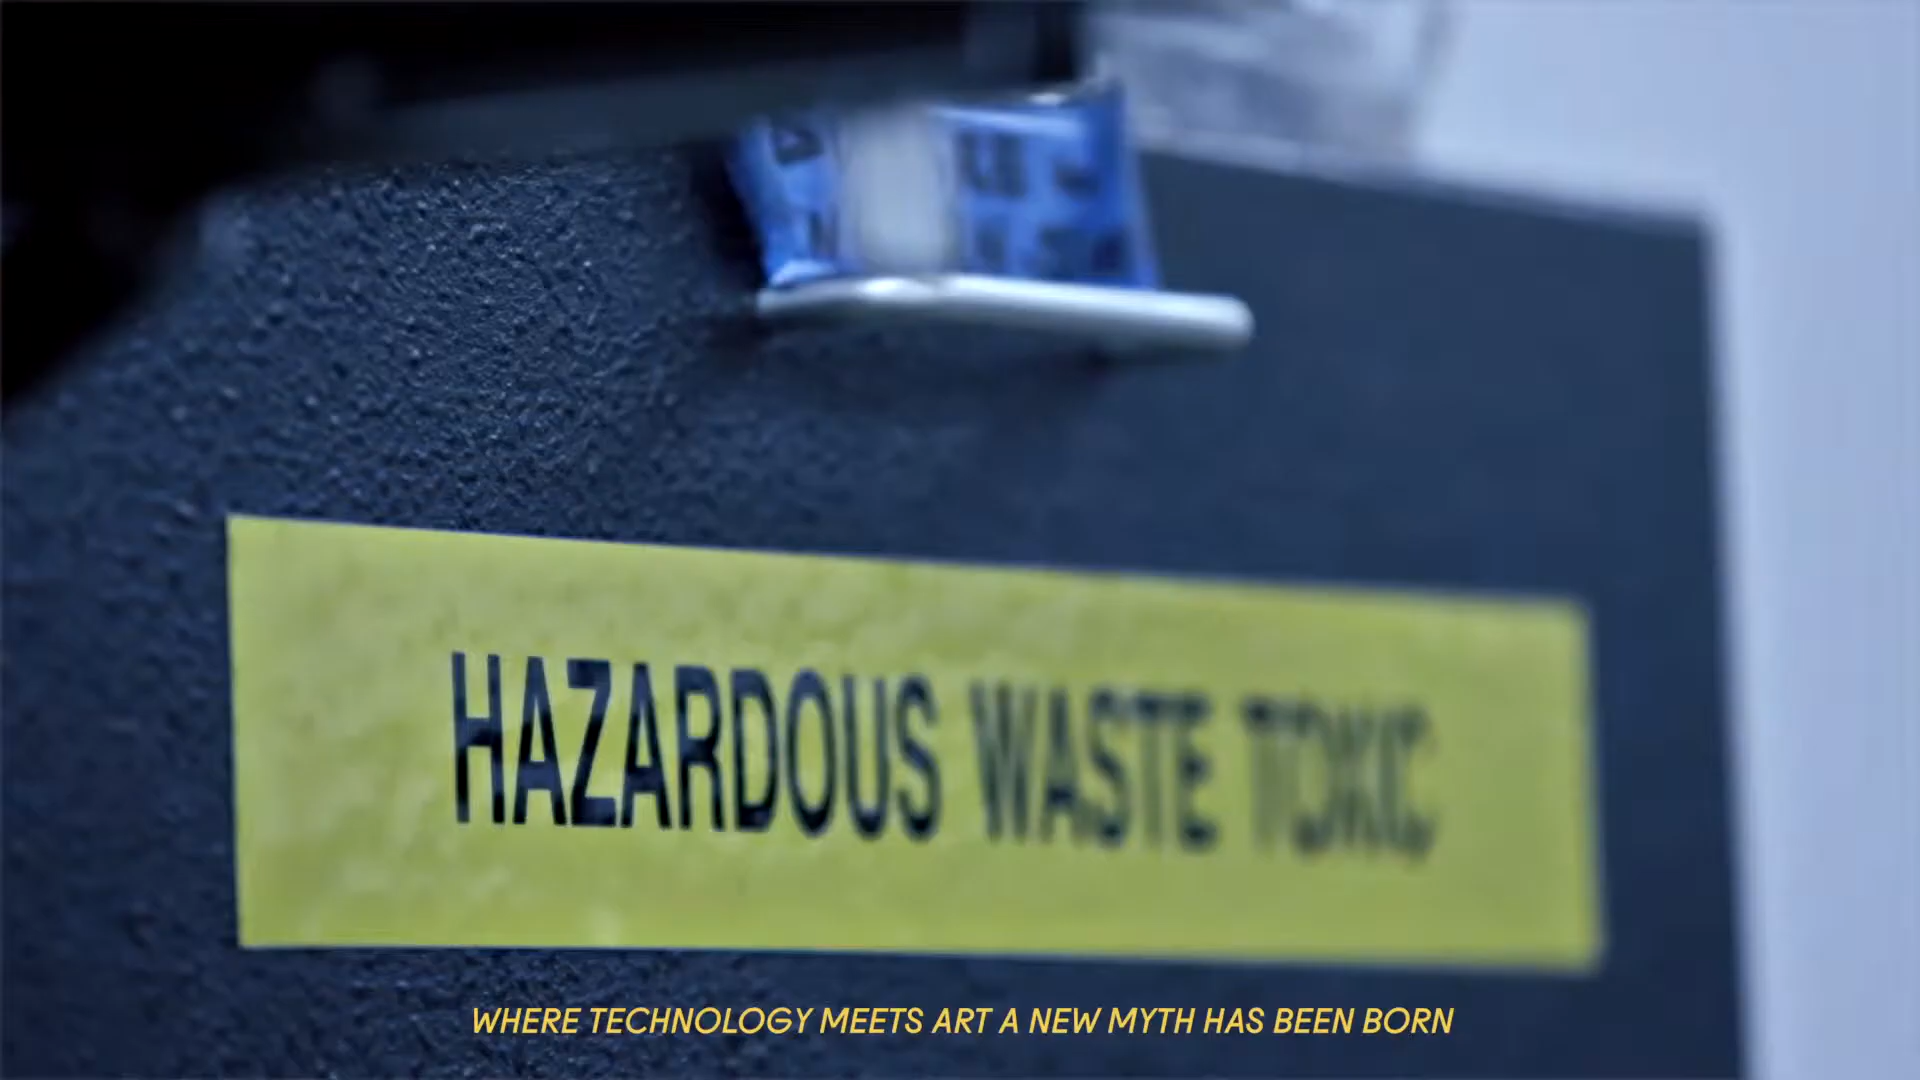 HAZARDOUS WASTE TOXIC
WHERE TECHNOLOGY MEETS ART A NEW MYTH HAS BEEN BORN